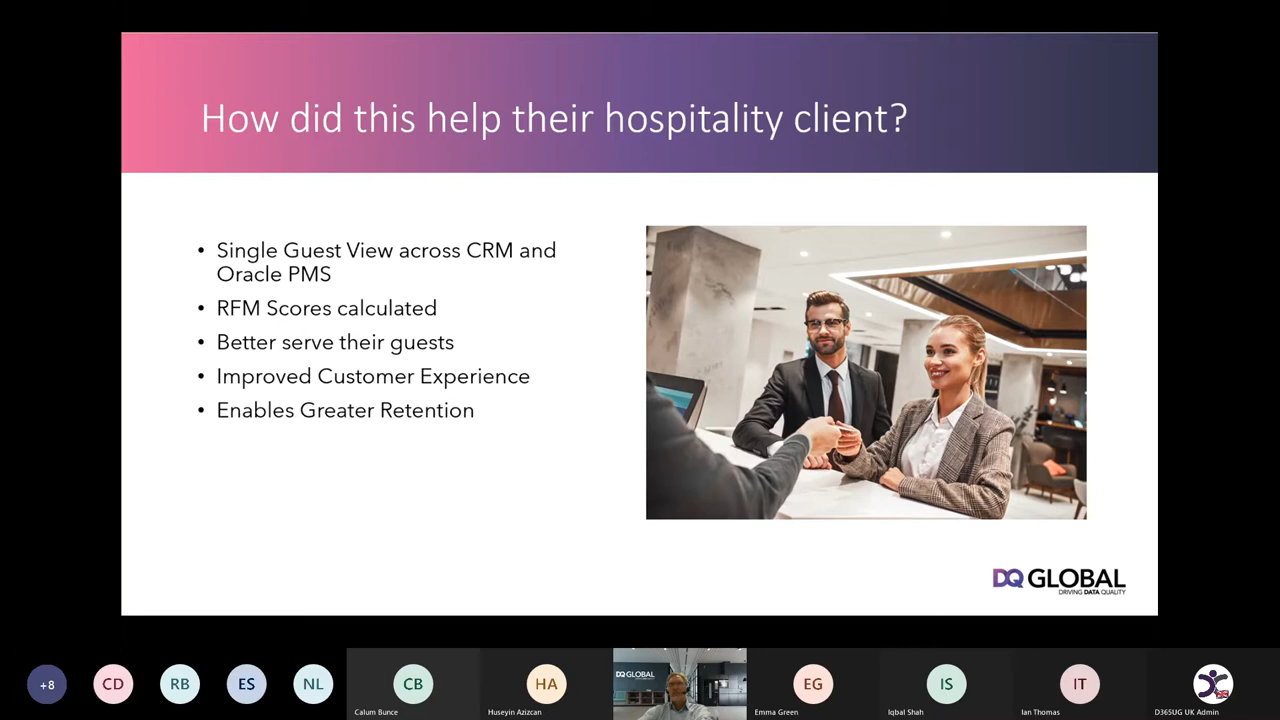 How did this help their hospitality client?
• Single Guest View across CRM and
Oracle PMS
• RFM Scores calculated
• Better serve their guests
• Improved Customer Experience
• Enables Greater Retention
DQ GLOBAL
DRIVING DATA QUALITY
+8
CD
RB
ES
NL
CB
Calum Bunce
HA
Huseyin Azizcan
DQ GLOBAL
EG
Emma Green
IS
Iqbal Shah
IT
Ian Thomas
D365UG UK Admin